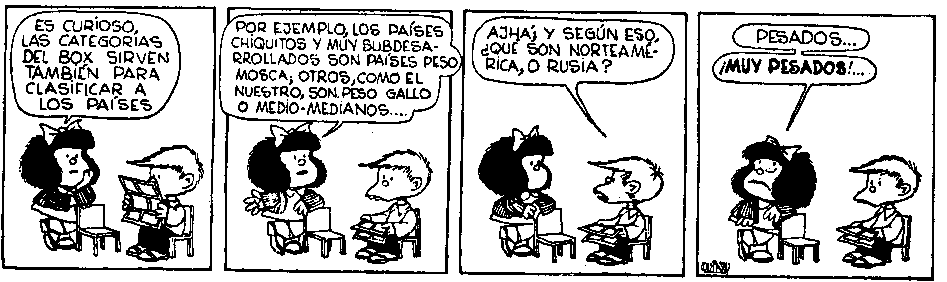 ES CURIOSO,
LAS CATEGORÍAS
DEL BOX SIRVEN
TAMBIÉN PARA
CLASIFICAR A
LOS PAÍSES
POR EJEMPLO, LOS PAÍSES
CHIQUITOS Y MUY SUBDESA-
RROLLADOS SON PAÍSES PESO
MOSCA; OTROS, COMO EL
NUESTRO, SON PESO GALLO
O MEDIO-MEDIANOS....
AJHÁ; Y SEGÚN ESO,
¿QUÉ SON NORTEAMÉ-
RICA, O RUSIA?
PESADOS...
¡MUY PESADOS!...
QUINO